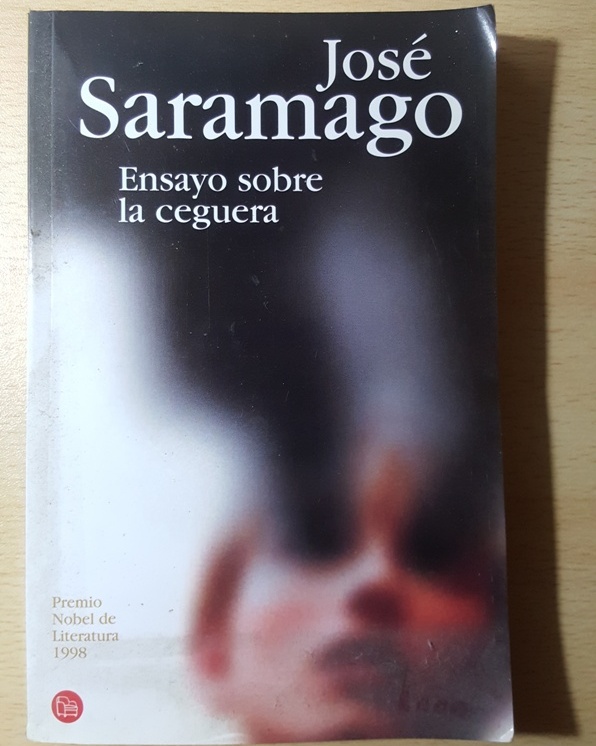 José
Saramago
Ensayo sobre
la ceguera
Premio
Nobel de
Literatura
1998